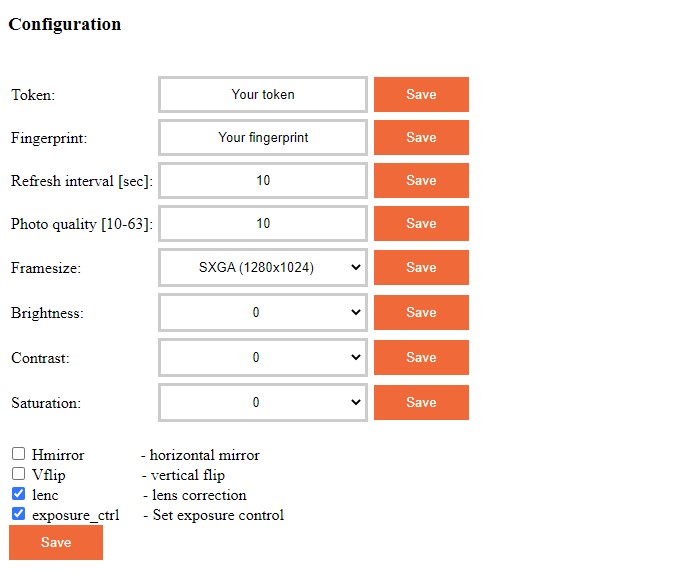 Configuration
Token: Your token Save
Fingerprint: Your fingerprint Save
Refresh interval [sec]: 10 Save
Photo quality [10-63]: 10 Save
Framesize: SXGA (1280x1024) Save
Brightness: 0 Save
Contrast: 0 Save
Saturation: 0 Save
Hmirror - horizontal mirror
Vflip - vertical flip
lenc - lens correction
exposure_ctrl - Set exposure control
Save